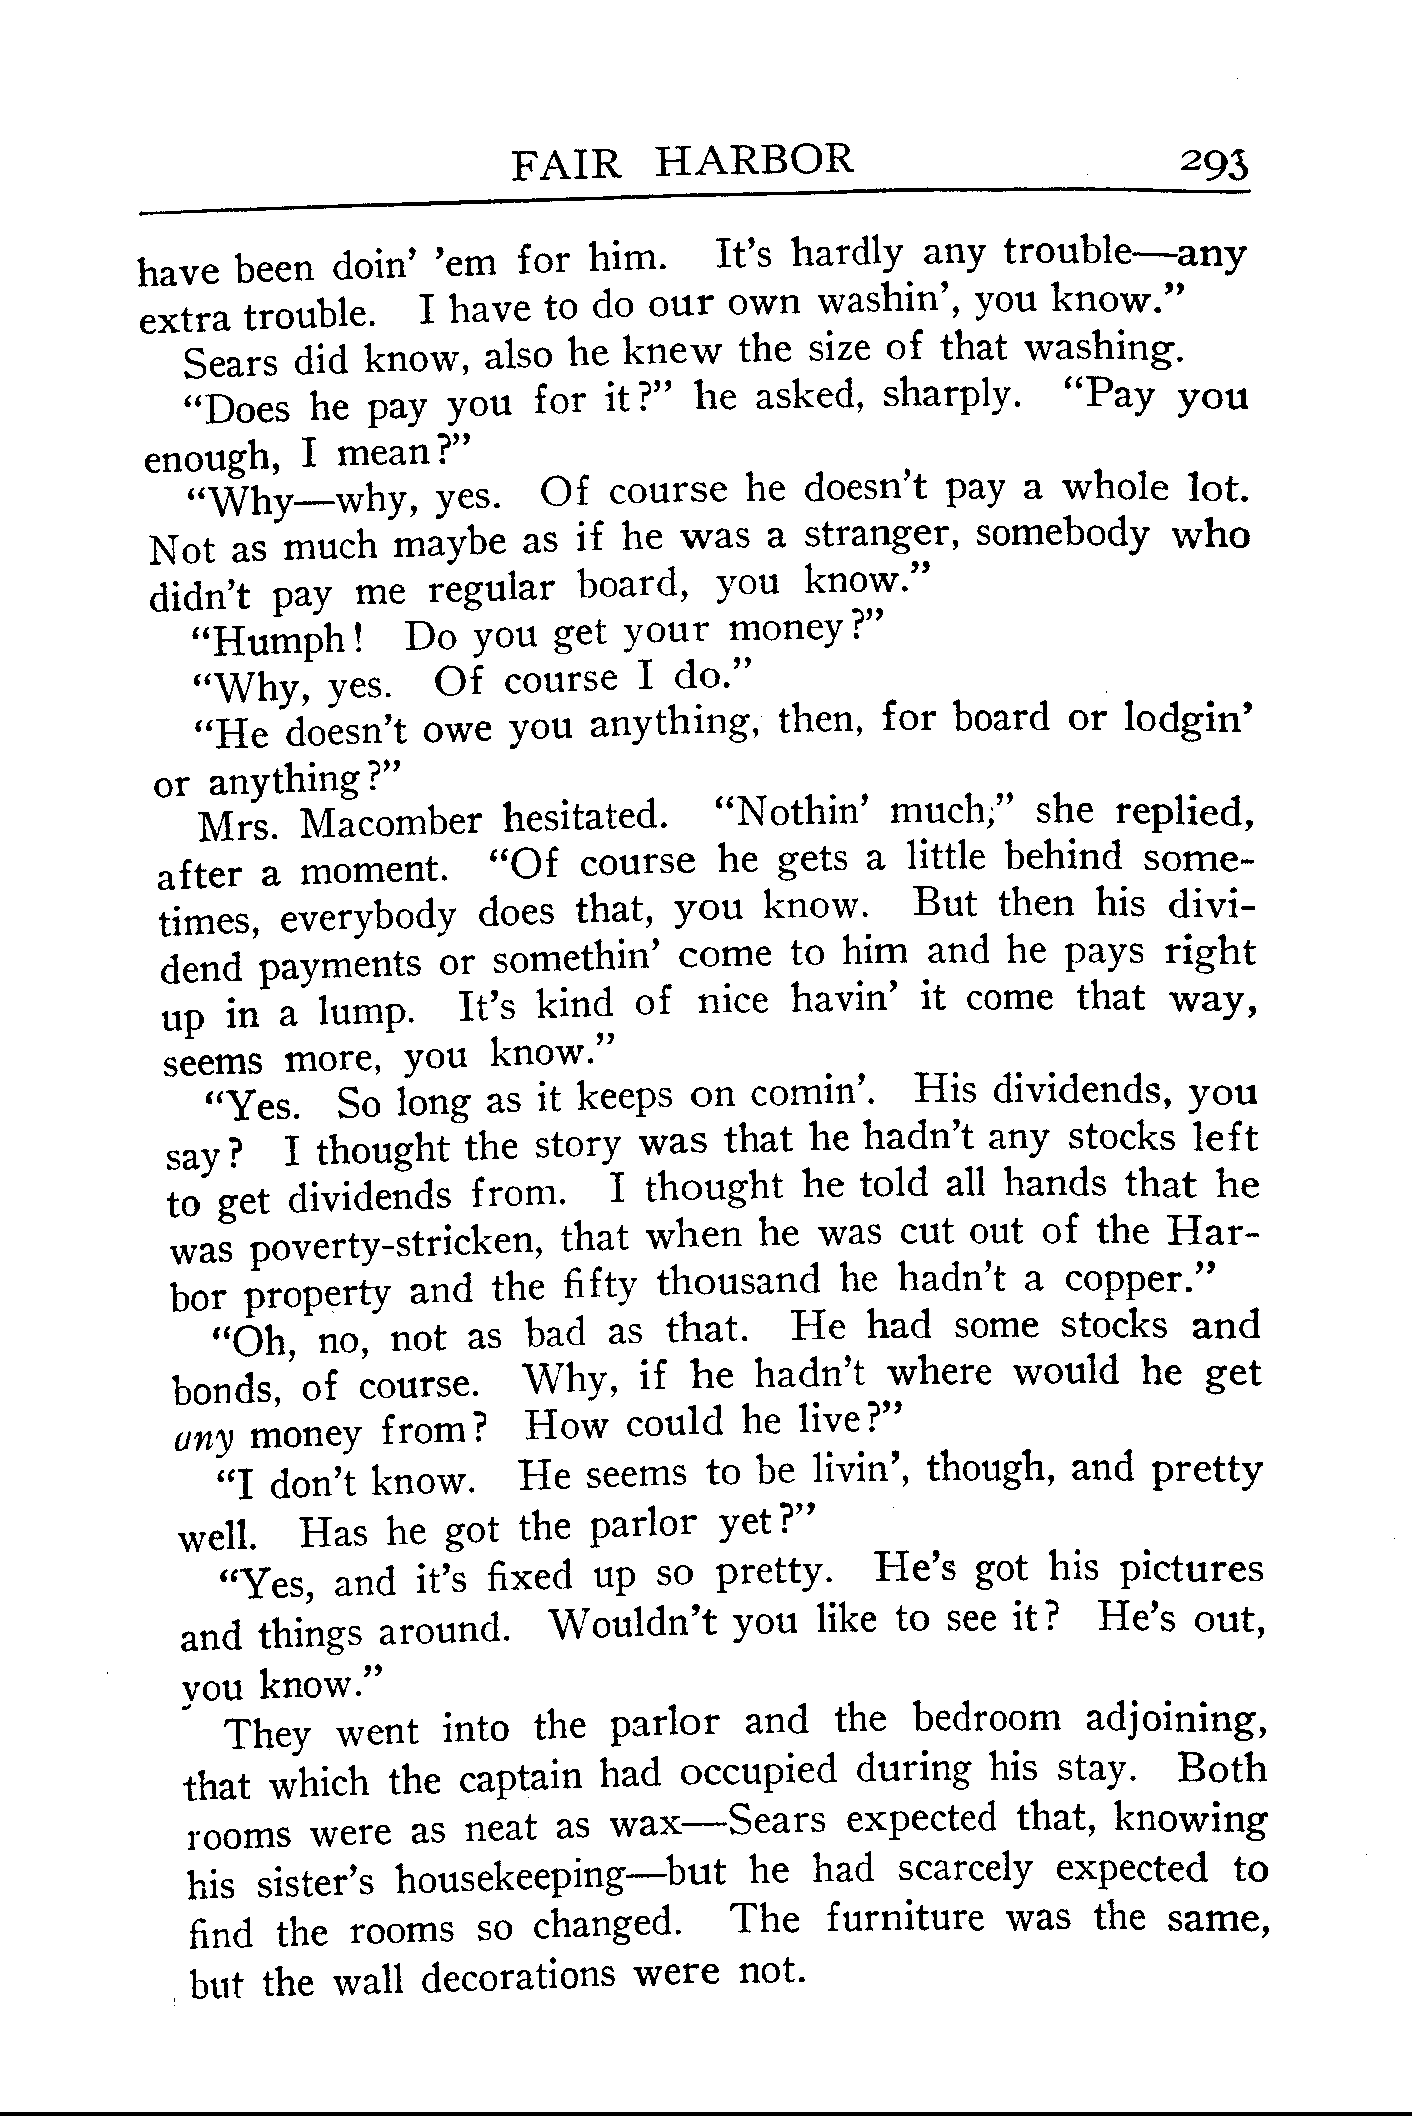 FAIR HARBOR 293
have been doin’ ’em for him. It’s hardly any trouble—any
extra trouble. I have to do our own washin’, you know.”
Sears did know, also he knew the size of that washing.
“Does he pay you for it?” he asked, sharply. “Pay you
enough, I mean?”
“Why—why, yes. Of course he doesn’t pay a whole lot.
Not as much maybe as if he was a stranger, somebody who
didn’t pay me regular board, you know.”
“Humph! Do you get your money?”
“Why, yes. Of course I do.”
“He doesn’t owe you anything, then, for board or lodgin’
or anything?”
Mrs. Macomber hesitated. “Nothin’ much,” she replied,
after a moment. “Of course he gets a little behind some-
times, everybody does that, you know. But then his divi-
dend payments or somethin’ come to him and he pays right
up in a lump. It’s kind of nice havin’ it come that way,
seems more, you know.”
“Yes. So long as it keeps on comin’. His dividends, you
say? I thought the story was that he hadn’t any stocks left
to get dividends from. I thought he told all hands that he
was poverty-stricken, that when he was cut out of the Har-
bor property and the fifty thousand he hadn’t a copper.”
“Oh, no, not as bad as that. He had some stocks and
bonds, of course. Why, if he hadn’t where would he get
any money from? How could he live?”
“I don’t know. He seems to be livin’, though, and pretty
well. Has he got the parlor yet?”
“Yes, and it’s fixed up so pretty. He’s got his pictures
and things around. Wouldn’t you like to see it? He’s out,
you know.”
They went into the parlor and the bedroom adjoining,
that which the captain had occupied during his stay. Both
rooms were as neat as wax—Sears expected that, knowing
his sister’s housekeeping—but he had scarcely expected to
find the rooms so changed. The furniture was the same,
but the wall decorations were not.